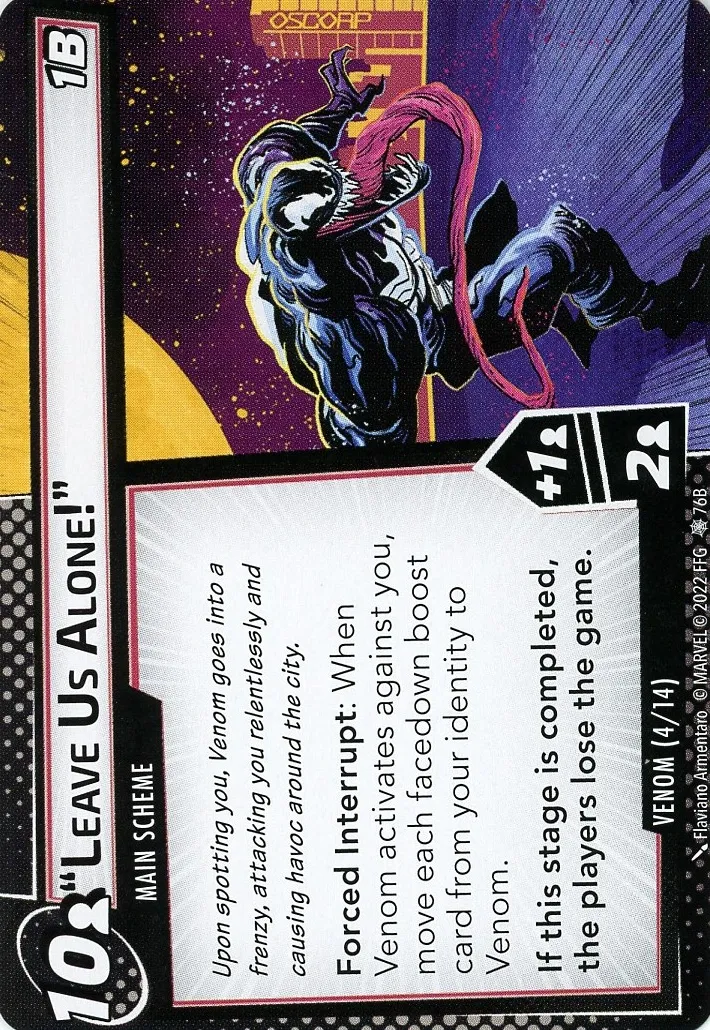 10
“Leave Us Alone!”
1B
MAIN SCHEME
OSCORP
Upon spotting you, Venom goes into a
frenzy, attacking you relentlessly and
causing havoc around the city.
Forced Interrupt: When
Venom activates against you,
move each facedown boost
card from your identity to
Venom.
If this stage is completed,
the players lose the game.
+1
2
VENOM (4/14)
Flaviano Armentaro © MARVEL © 2022 FFG 76B